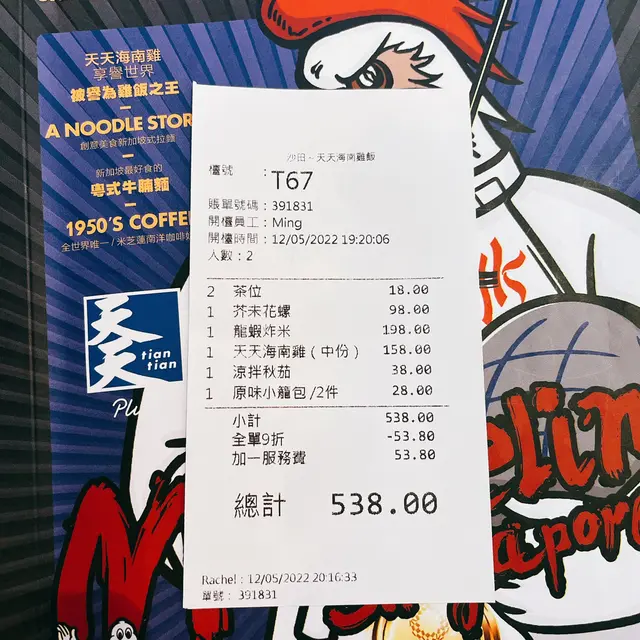 天天海南雞
享譽世界
被譽為雞飯之王
A NOODLE STOR
創意美食新加坡式拉麵
新加坡最好食的
粵式牛腩麵
1950'S COFFEE
全世界唯一/米芝蓮南洋咖啡
天天
tian
tian
Plu
沙田-天天海南雞飯
檯號 : T67
賬單號碼：391831
開檯員工：Ming
開檯時間：12/05/2022 19:20:06
人數：2
2 茶位 18.00
1 芥末花螺 98.00
1 龍蝦炸米 198.00
1 天天海南雞（中份） 158.00
1 涼拌秋茄 38.00
1 原味小籠包/2件 28.00
小計 538.00
全單9折 -53.80
加一服務費 53.80
總計 538.00
Rachel : 12/05/2022 20:16:33
單號： 391831
elin
apor